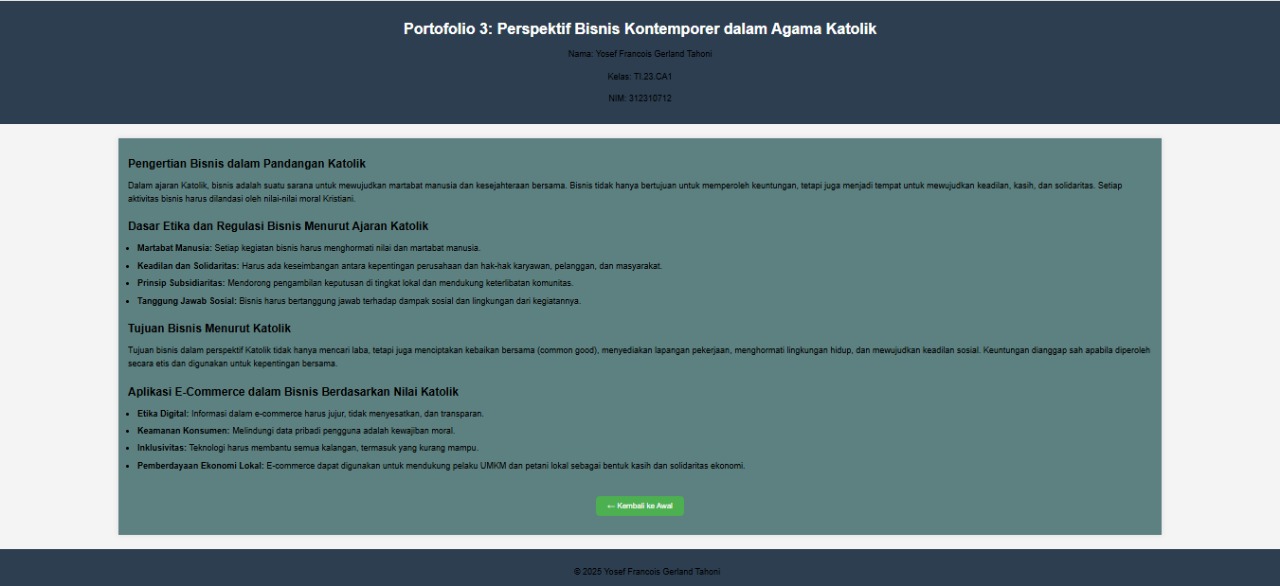 Portofolio 3: Perspektif Bisnis Kontemporer dalam Agama Katolik
Nama: Yosef Francois Gerland Tahoni
Kelas: TI.23.CA1
NIM: 312310712
Pengertian Bisnis dalam Pandangan Katolik
Dalam ajaran Katolik, bisnis adalah suatu sarana untuk mewujudkan martabat manusia dan kesejahteraan bersama. Bisnis tidak hanya bertujuan untuk memperoleh keuntungan, tetapi juga menjadi tempat untuk mewujudkan keadilan, kasih, dan solidaritas. Setiap
aktivitas bisnis harus dilandasi oleh nilai-nilai moral Kristiani.
Dasar Etika dan Regulasi Bisnis Menurut Ajaran Katolik
• Martabat Manusia: Setiap kegiatan bisnis harus menghormati nilai dan martabat manusia.
• Keadilan dan Solidaritas: Harus ada keseimbangan antara kepentingan perusahaan dan hak-hak karyawan, pelanggan, dan masyarakat.
• Prinsip Subsidiaritas: Mendorong pengambilan keputusan di tingkat lokal dan mendukung keterlibatan komunitas.
• Tanggung Jawab Sosial: Bisnis harus bertanggung jawab terhadap dampak sosial dan lingkungan dari kegiatannya.
Tujuan Bisnis Menurut Katolik
Tujuan bisnis dalam perspektif Katolik tidak hanya mencari laba, tetapi juga menciptakan kebaikan bersama (common good), menyediakan lapangan pekerjaan, menghormati lingkungan hidup, dan mewujudkan keadilan sosial. Keuntungan dianggap sah apabila diperoleh
secara etis dan digunakan untuk kepentingan bersama.
Aplikasi E-Commerce dalam Bisnis Berdasarkan Nilai Katolik
• Etika Digital: Informasi dalam e-commerce harus jujur, tidak menyesatkan, dan transparan.
• Keamanan Konsumen: Melindungi data pribadi pengguna adalah kewajiban moral.
• Inklusivitas: Teknologi harus membantu semua kalangan, termasuk yang kurang mampu.
• Pemberdayaan Ekonomi Lokal: E-commerce dapat digunakan untuk mendukung pelaku UMKM dan petani lokal sebagai bentuk kasih dan solidaritas ekonomi.
← Kembali ke Awal
© 2025 Yosef Francois Gerland Tahoni